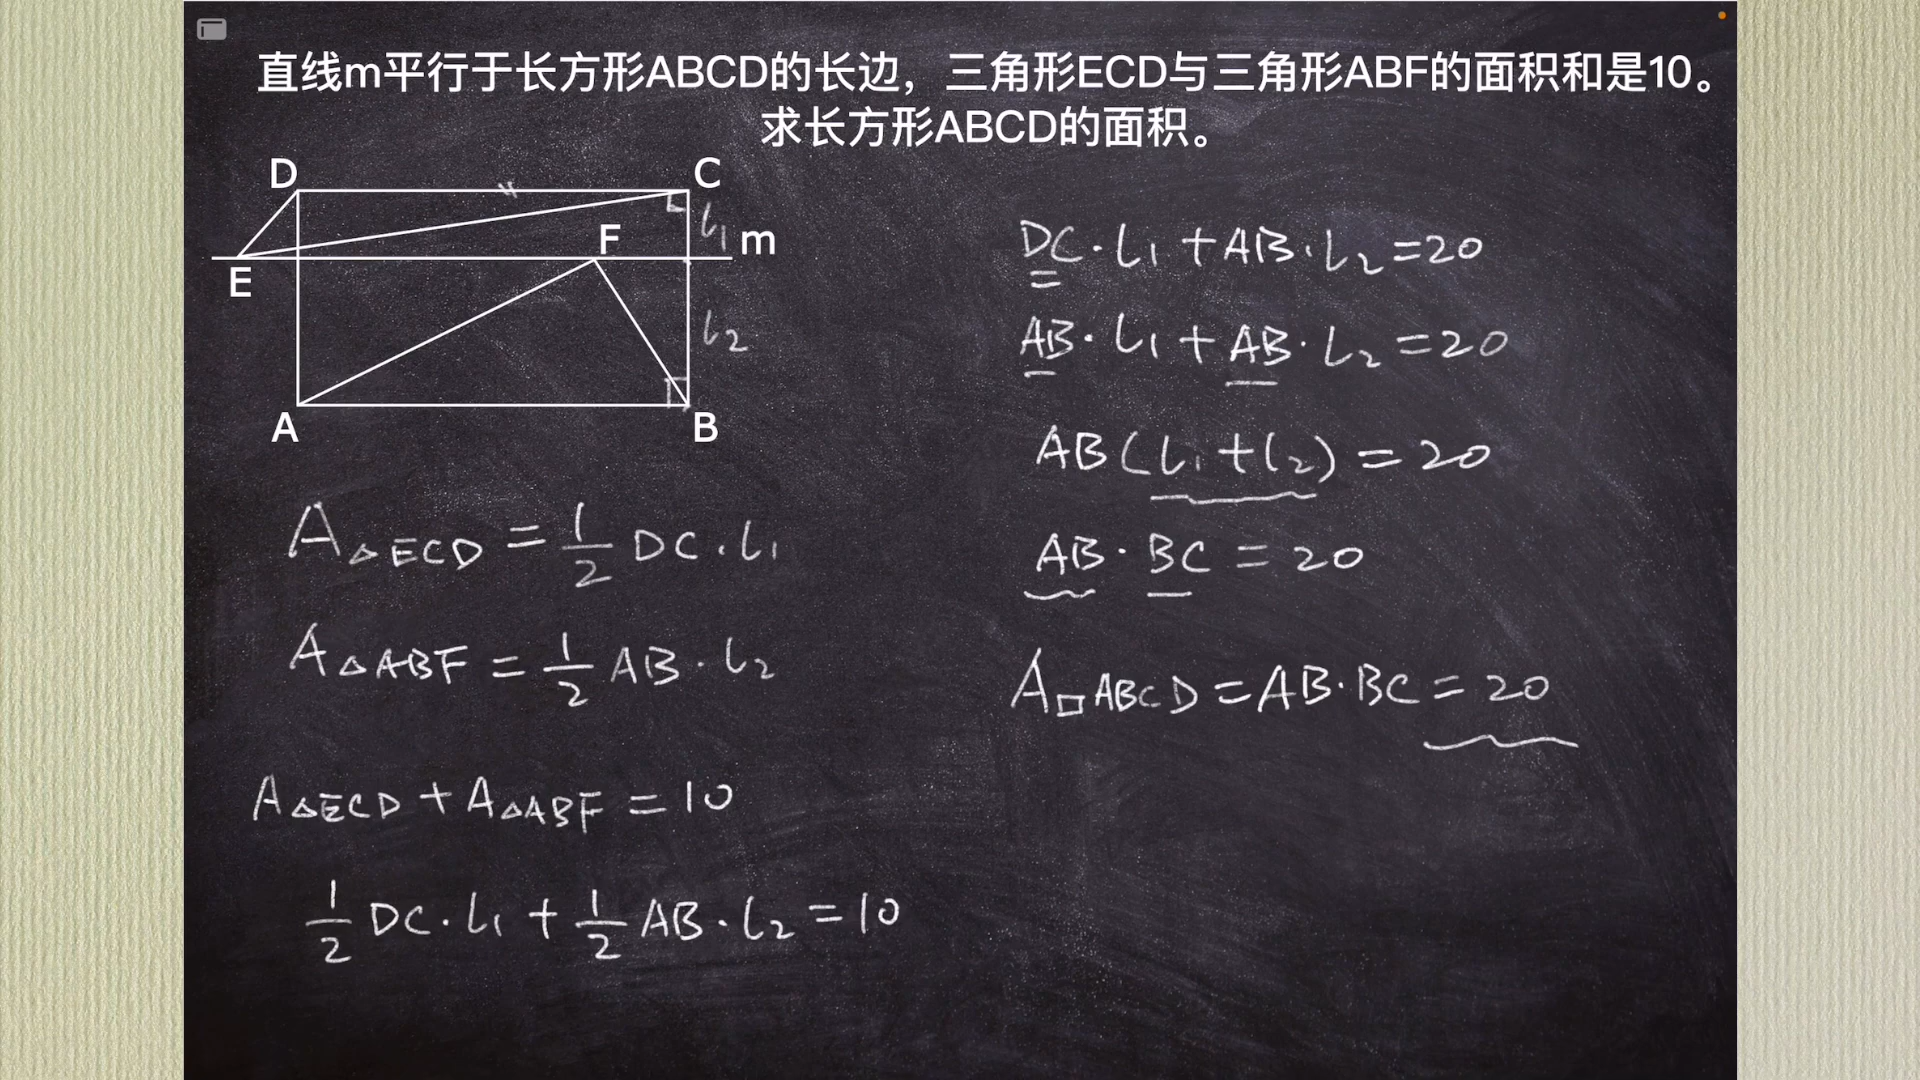 直线m平行于长方形ABCD的长边，三角形ECD与三角形ABF的面积和是10。
求长方形ABCD的面积。
D
C
l₁
m
F
E
l₂
A
B
A△ECD = 1/2 DC · l₁
A△ABF = 1/2 AB · l₂
A△ECD + A△ABF = 10
1/2 DC · l₁ + 1/2 AB · l₂ = 10
DC · l₁ + AB · l₂ = 20
AB · l₁ + AB · l₂ = 20
AB (l₁ + l₂) = 20
AB · BC = 20
A□ABCD = AB · BC = 20